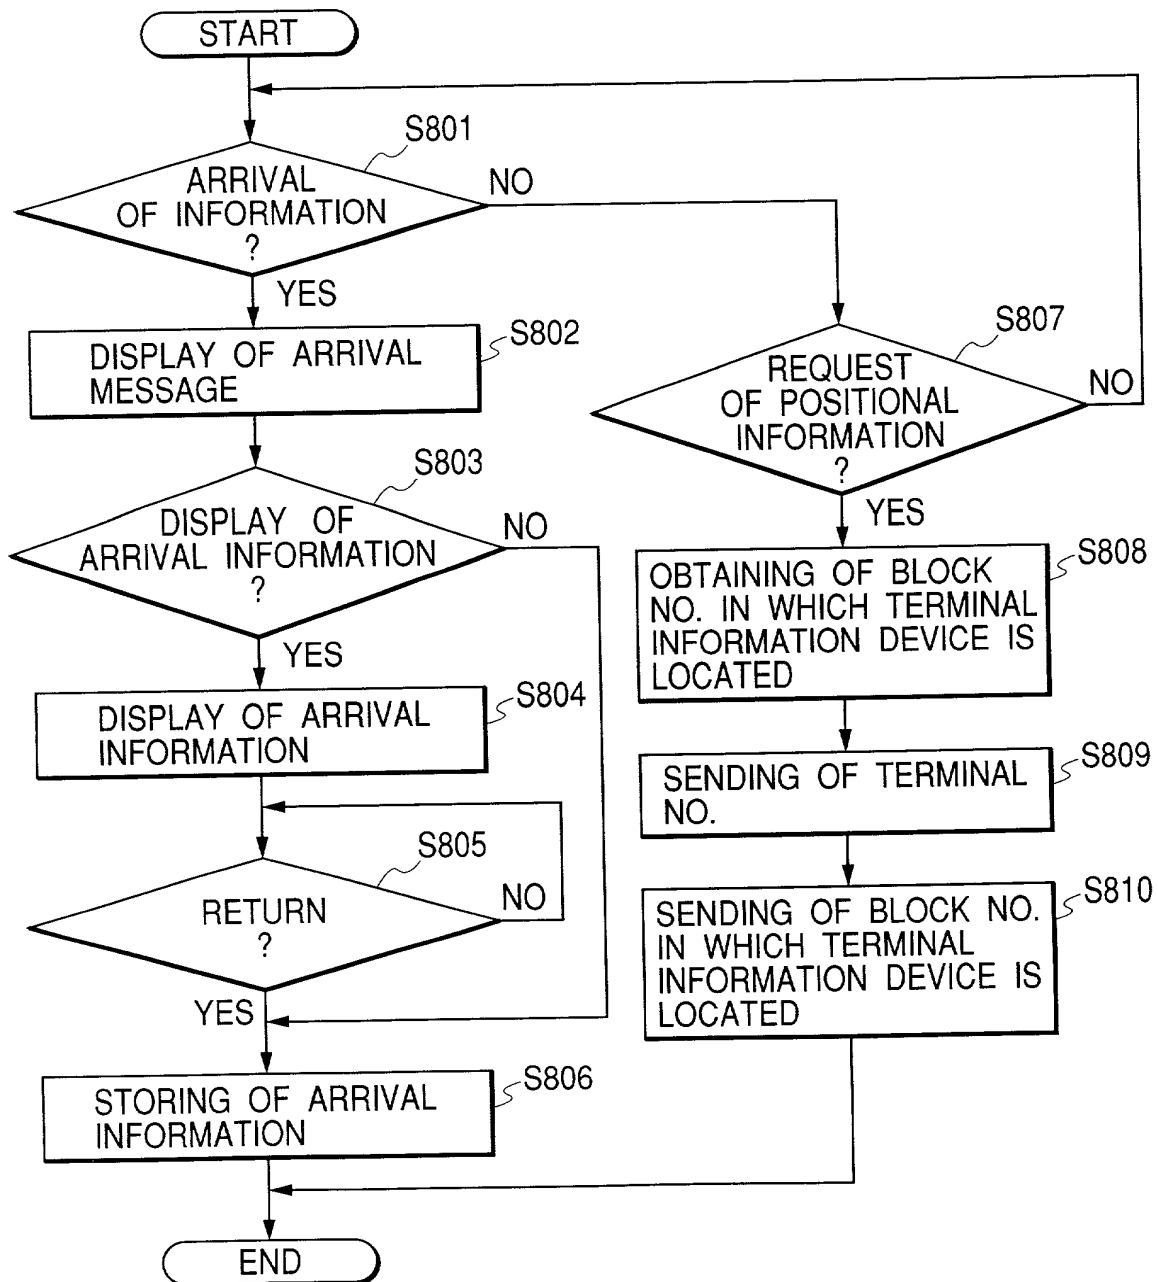 START
S801
ARRIVAL
OF INFORMATION
?
NO
YES
S802
DISPLAY OF ARRIVAL
MESSAGE
S803
DISPLAY OF
ARRIVAL INFORMATION
?
NO
YES
S804
DISPLAY OF ARRIVAL
INFORMATION
S805
RETURN
?
NO
YES
S806
STORING OF ARRIVAL
INFORMATION
S807
REQUEST
OF POSITIONAL
INFORMATION
?
NO
YES
S808
OBTAINING OF BLOCK
NO. IN WHICH TERMINAL
INFORMATION DEVICE IS
LOCATED
S809
SENDING OF TERMINAL
NO.
S810
SENDING OF BLOCK NO.
IN WHICH TERMINAL
INFORMATION DEVICE IS
LOCATED
END